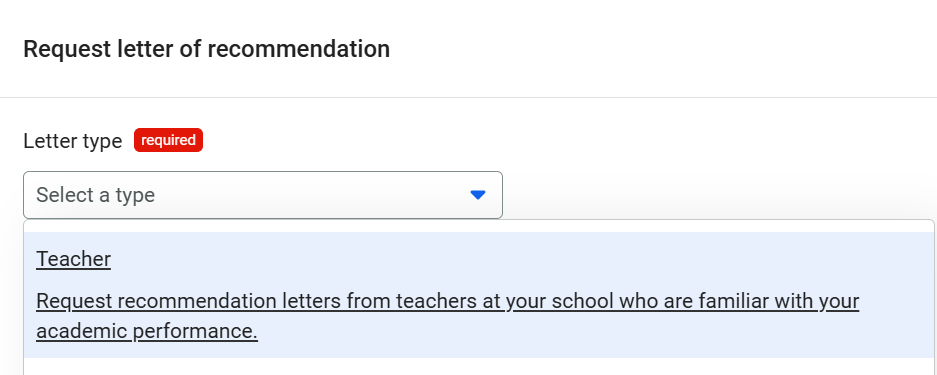 Request letter of recommendation
Letter type required
Select a type
Teacher
Request recommendation letters from teachers at your school who are familiar with your
academic performance.